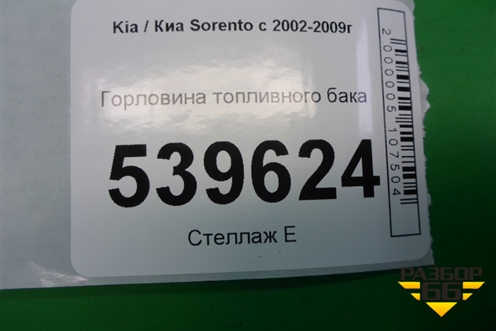 Kia / Киа Sorento с 2002-2009г
Горловина топливного бака
539624
Стеллаж Е
2000005107504
РАЗБОР
66